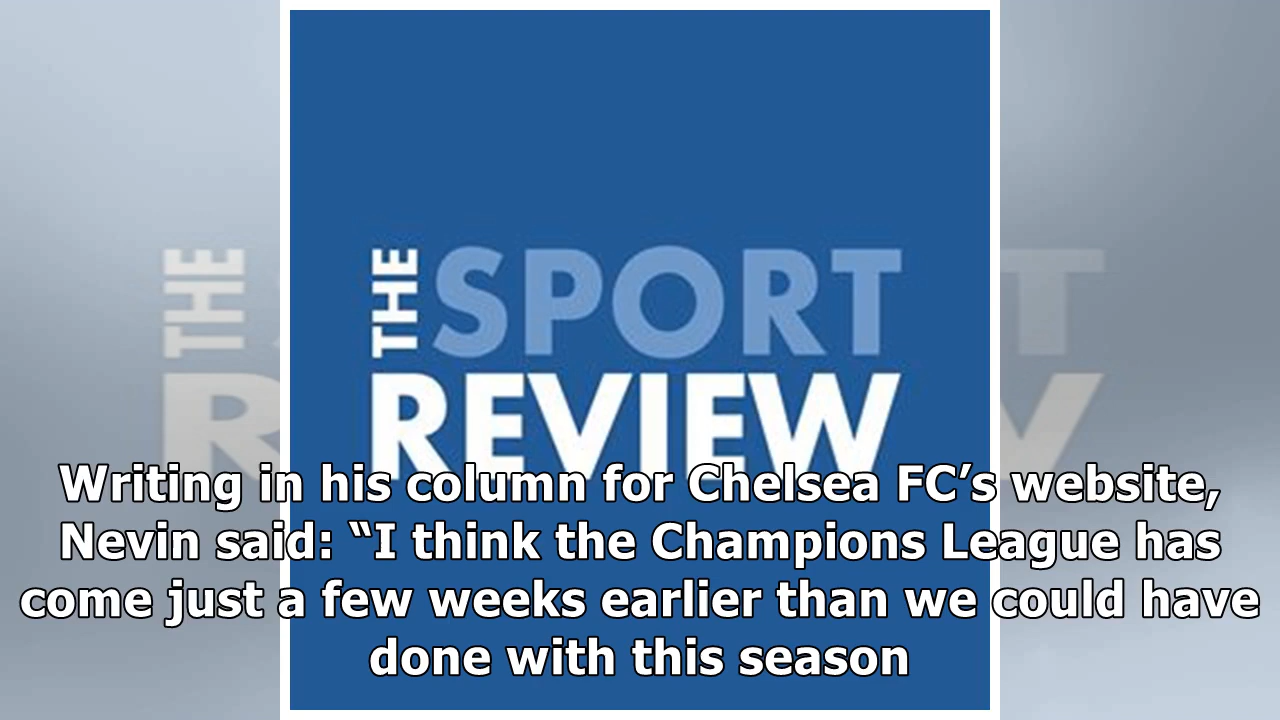 THE
SPORT
REVIEW
Writing in his column for Chelsea FC’s website,
Nevin said: “I think the Champions League has
come just a few weeks earlier than we could have
done with this season